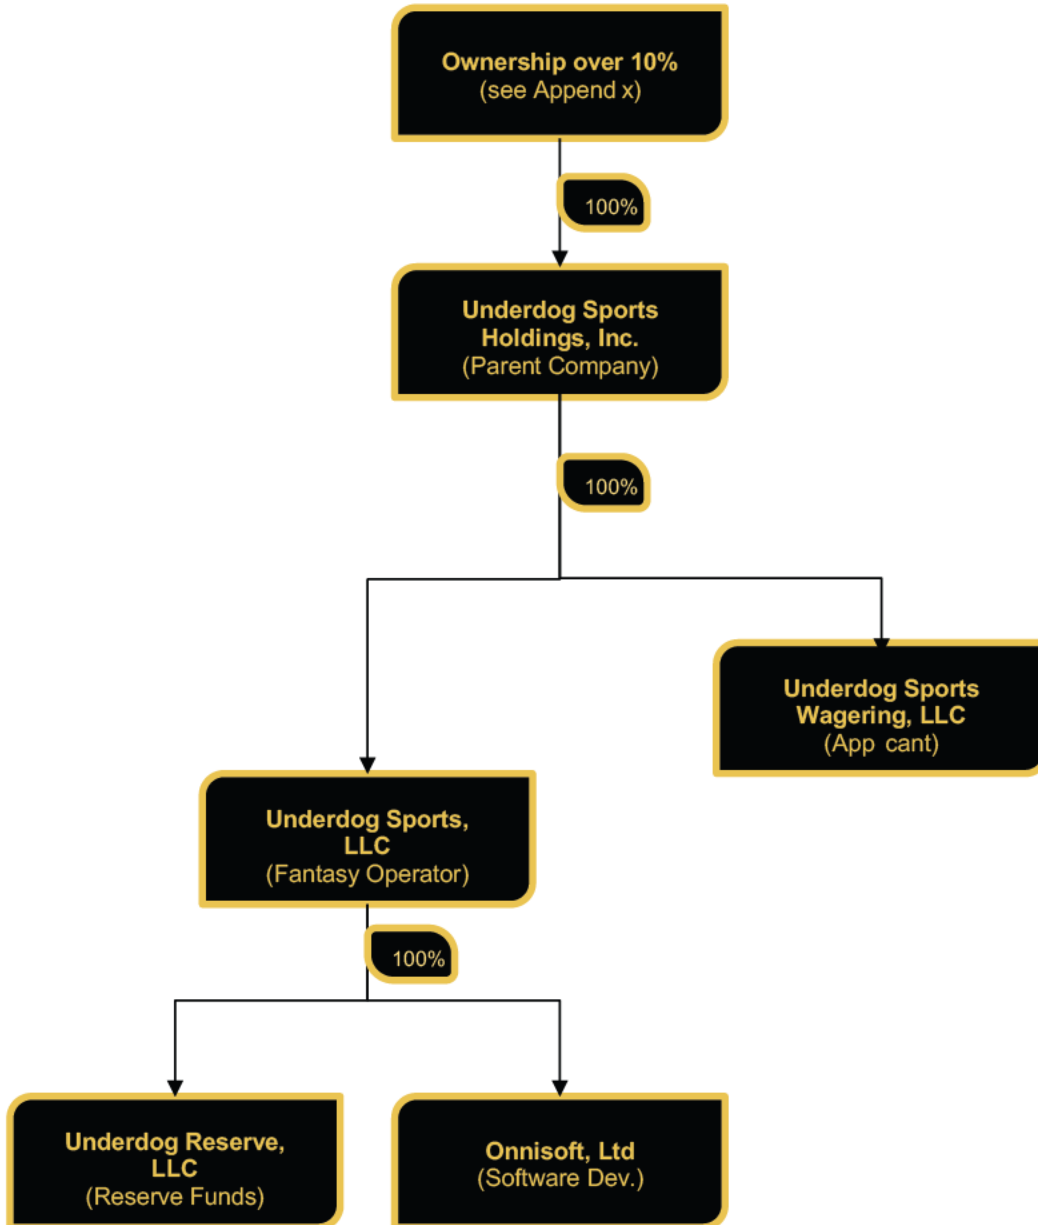 Ownership over 10%
(see Append x)
100%
Underdog Sports
Holdings, Inc.
(Parent Company)
100%
Underdog Sports
Wagering, LLC
(App cant)
Underdog Sports,
LLC
(Fantasy Operator)
100%
Underdog Reserve,
LLC
(Reserve Funds)
Onnisoft, Ltd
(Software Dev.)